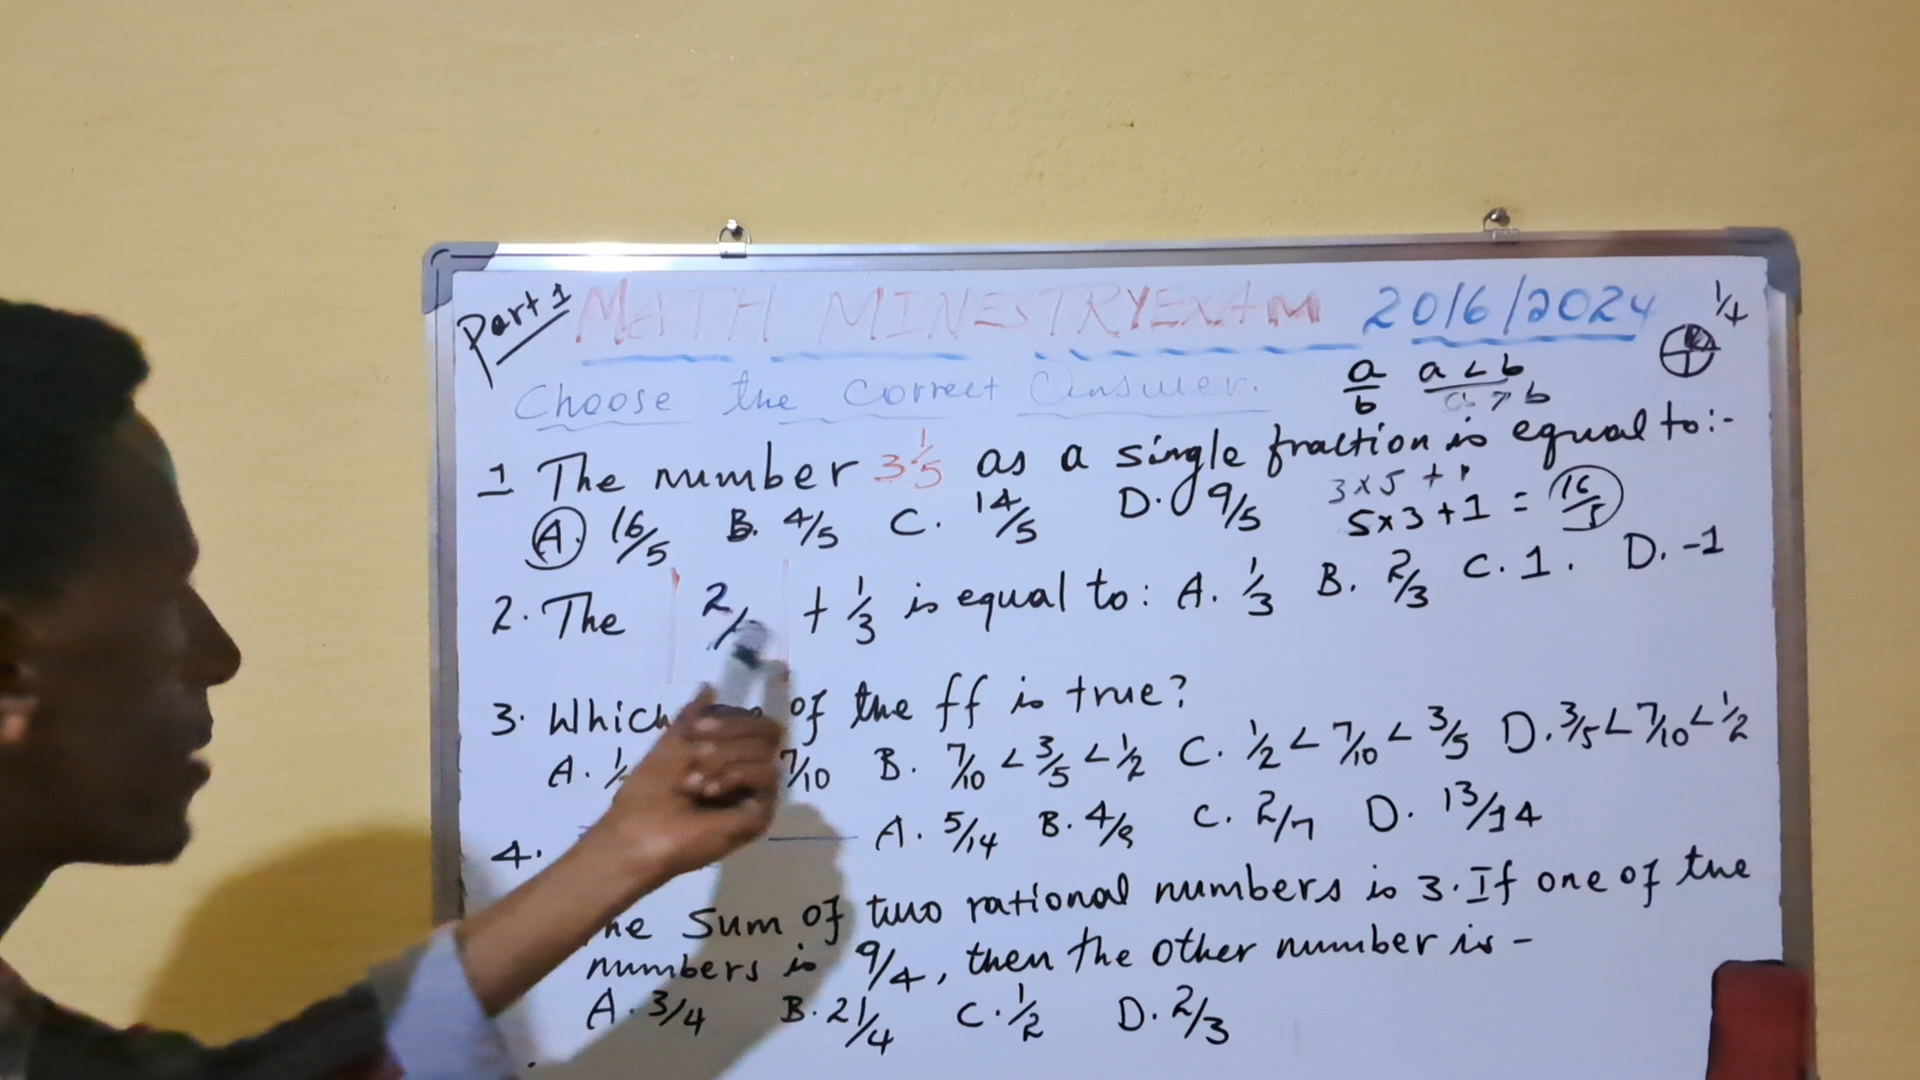 Part 1
MATH MINESTRYEXAM 2016/2024
1/4
Choose the Correct Answer.
a/b a < b
a > b
1 The number 3 1/5 as a single fraction is equal to:-
A. 16/5 B. 4/5 C. 14/5 D. 9/5
3x5 + 1
5x3+1 = 16/5
2. The | 2/ | + 1/3 is equal to: A. 1/3 B. 2/3 C. 1. D. -1
3. Which of the ff is true?
A. 7/10 B. 7/10 < 3/5 < 1/2 C. 1/2 < 7/10 < 3/5 D. 3/5 < 7/10 < 1/2
4. A. 5/14 B. 4/9 C. 2/7 D. 13/14
Sum of two rational numbers is 3. If one of the
numbers is 9/4, then the other number is -
A. 3/4 B. 21/4 C. 1/2 D. 2/3